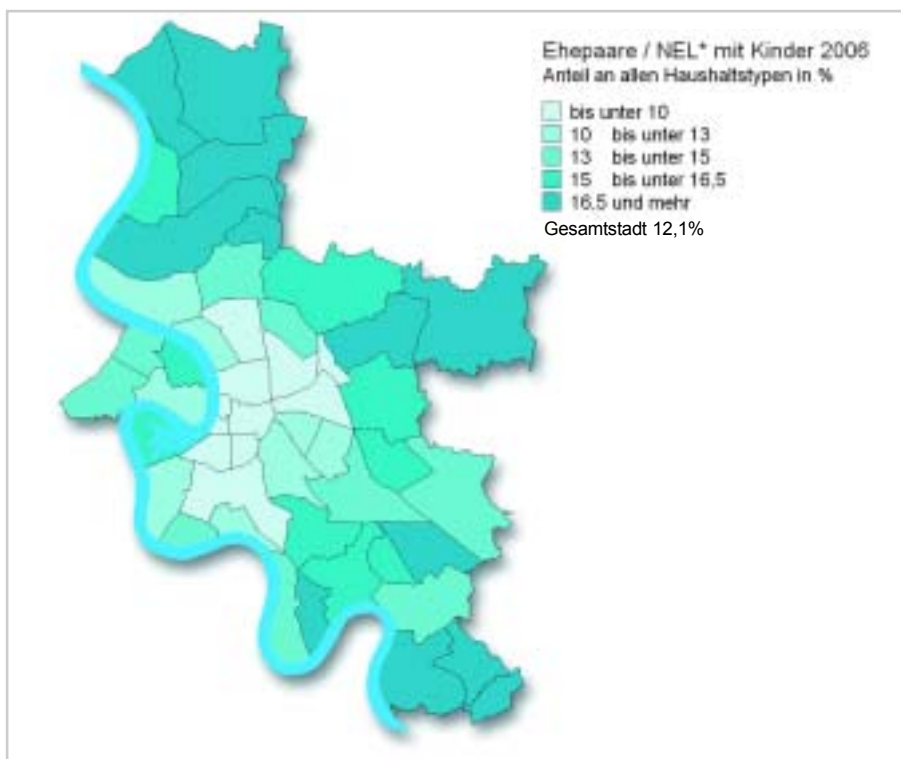 Ehepaare / NEL* mit Kinder 2006
Anteil an allen Haushaltstypen in %
bis unter 10
10 bis unter 13
13 bis unter 15
15 bis unter 16,5
16,5 und mehr
Gesamtstadt 12,1%